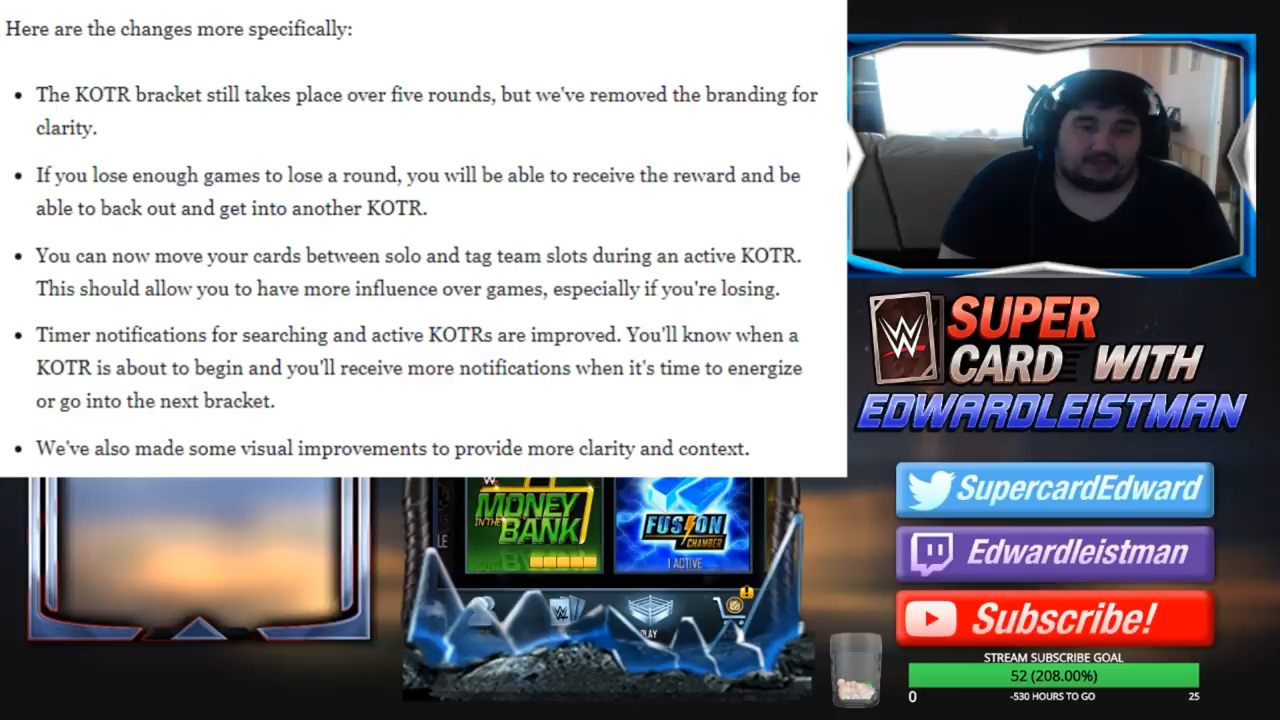 Here are the changes more specifically:
• The KOTR bracket still takes place over five rounds, but we've removed the branding for
clarity.
• If you lose enough games to lose a round, you will be able to receive the reward and be
able to back out and get into another KOTR.
• You can now move your cards between solo and tag team slots during an active KOTR.
This should allow you to have more influence over games, especially if you're losing.
• Timer notifications for searching and active KOTRs are improved. You'll know when a
KOTR is about to begin and you'll receive more notifications when it's time to energize
or go into the next bracket.
• We've also made some visual improvements to provide more clarity and context.
W
SUPER
CARD WITH
EDWARDLEISTMAN
SupercardEdward
Edwardleistman
Subscribe!
STREAM SUBSCRIBE GOAL
52 (208.00%)
0
-530 HOURS TO GO
25
LE
W
MONEY
IN THE
BANK
FUSION
CHAMBER
1 ACTIVE
W
PLAY
!